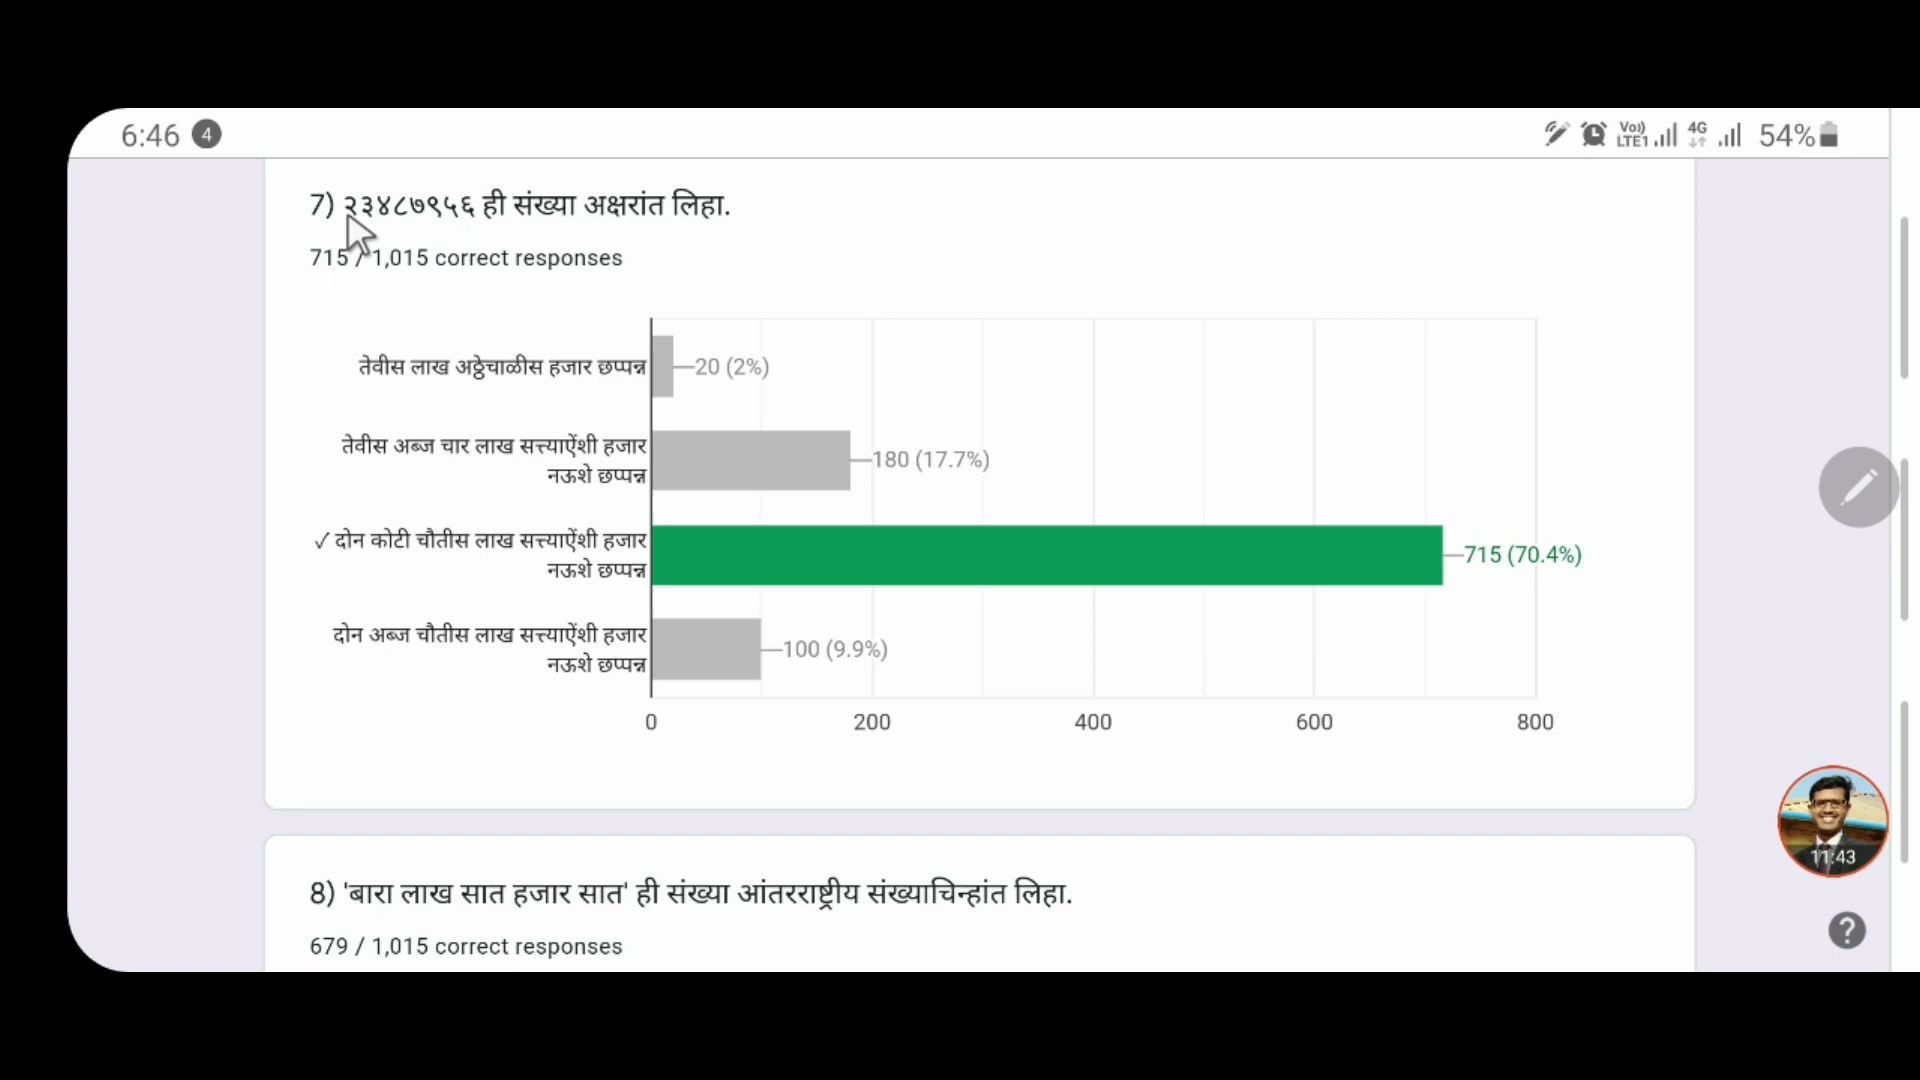 6:46 4
Vo)) LTE1 4G 54%
7) २३४८७९५६ ही संख्या अक्षरांत लिहा.
715 / 1,015 correct responses
तेवीस लाख अठ्ठेचाळीस हजार छप्पन्न
20 (2%)
तेवीस अब्ज चार लाख सत्त्याऐंशी हजार
नऊशे छप्पन्न
180 (17.7%)
✓ दोन कोटी चौतीस लाख सत्त्याऐंशी हजार
नऊशे छप्पन्न
715 (70.4%)
दोन अब्ज चौतीस लाख सत्त्याऐंशी हजार
नऊशे छप्पन्न
100 (9.9%)
0 200 400 600 800
11:43
8) 'बारा लाख सात हजार सात' ही संख्या आंतरराष्ट्रीय संख्याचिन्हांत लिहा.
679 / 1,015 correct responses
?